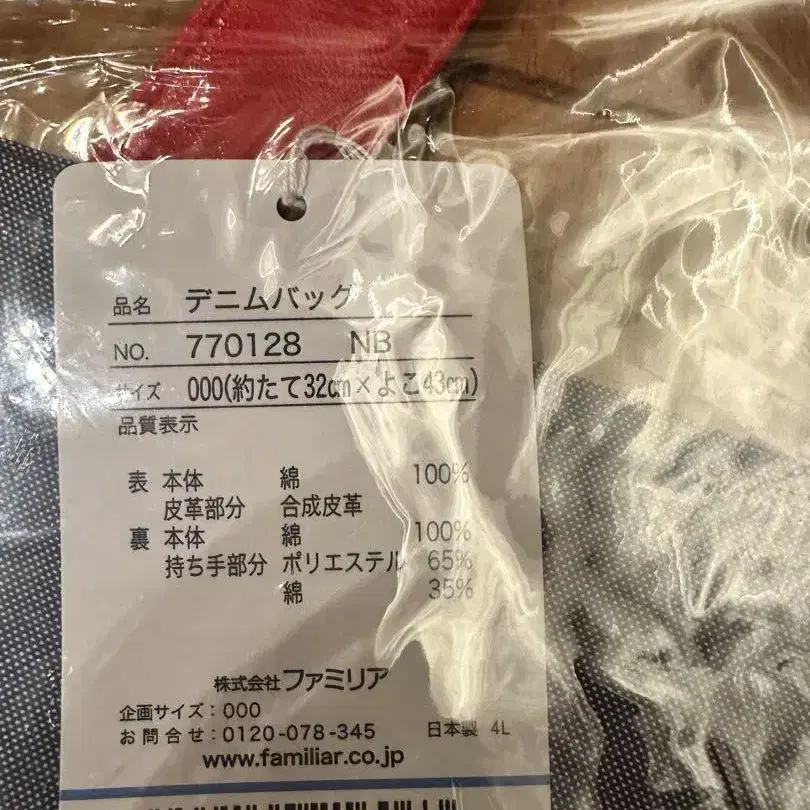 品名 デニムバッグ
NO. 770128 NB
サイズ 000(約たて32cm×よこ43cm)
品質表示
表 本体 綿 100%
皮革部分 合成皮革
裏 本体 綿 100%
持ち手部分 ポリエステル 65%
綿 35%
株式会社ファミリア
企画サイズ:000
お問合せ:0120-078-345 日本製 4L
www.familiar.co.jp